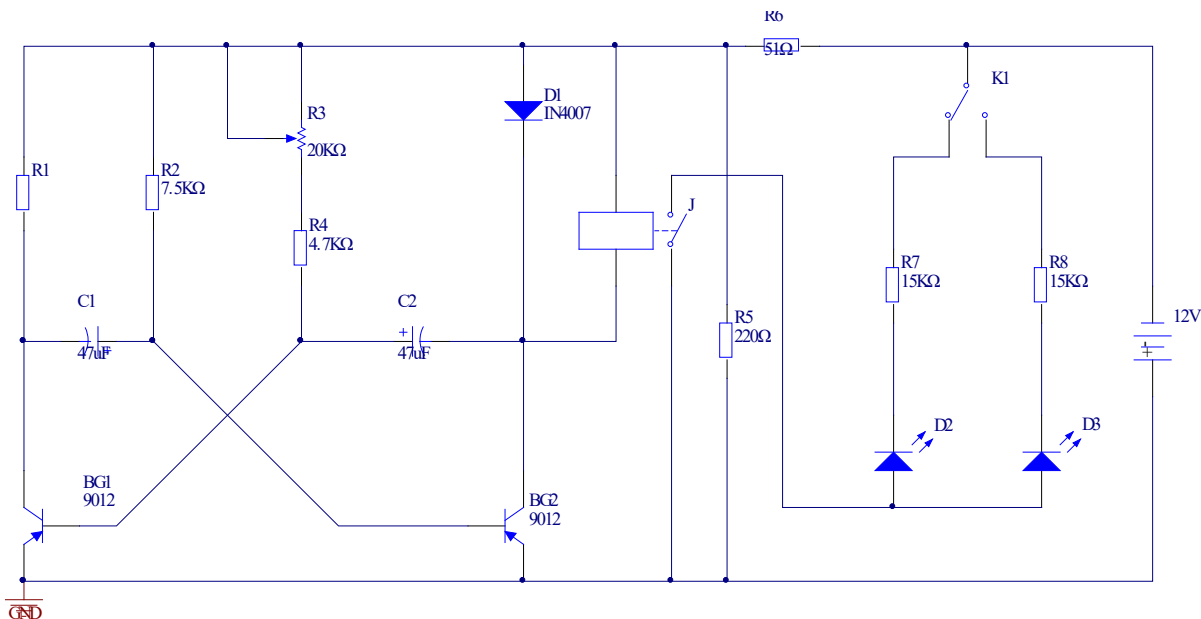 R6
51Ω
K1
D1
IN4007
R3
20KΩ
R1
R2
7.5KΩ
R4
4.7KΩ
J
R7
15KΩ
R8
15KΩ
C1
47uF
C2
47uF
R5
220Ω
12V
D2
D3
BG1
9012
BG2
9012
GND